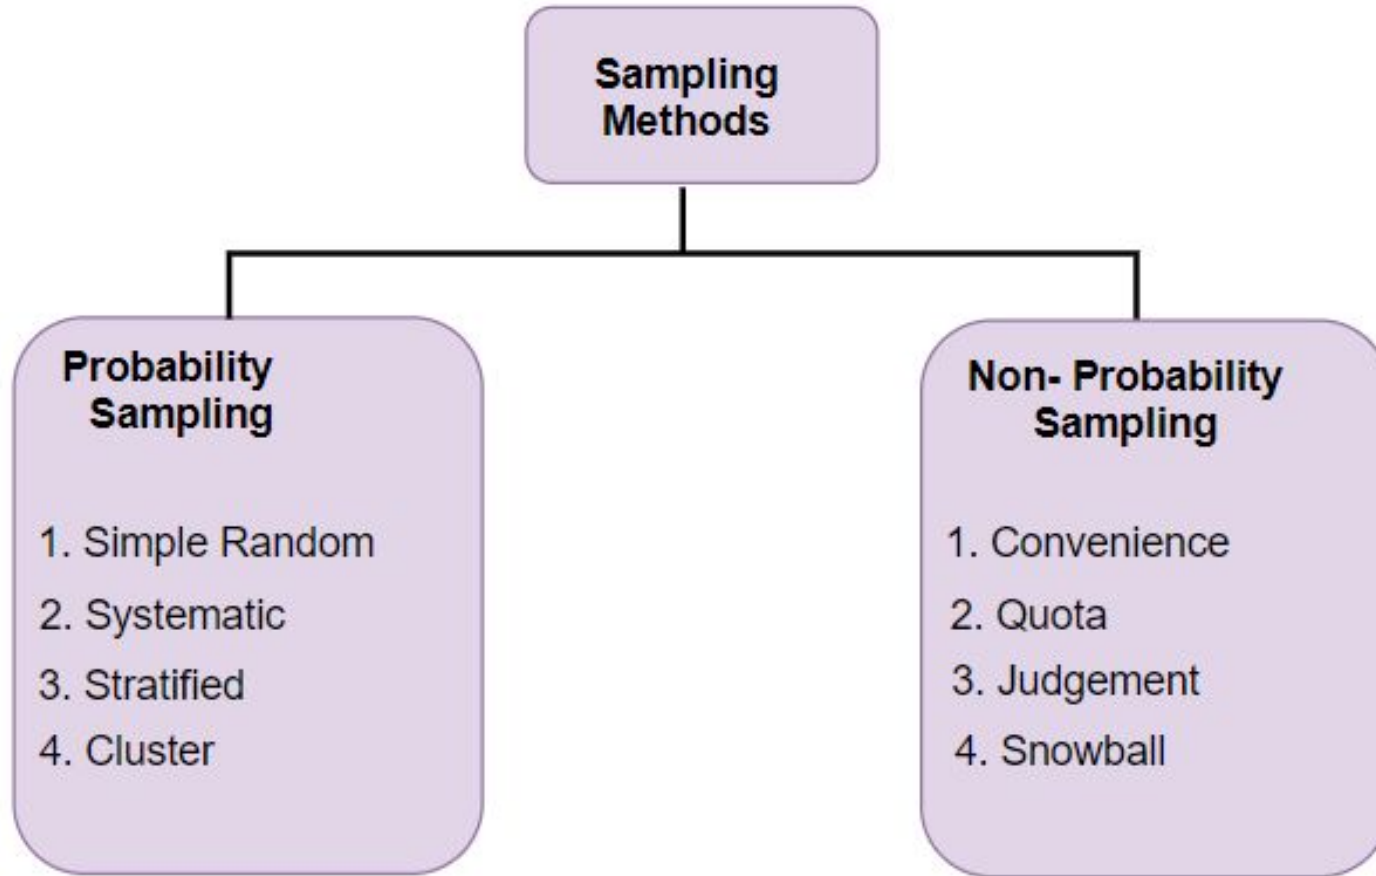 Sampling
Methods
Probability
Sampling
1. Simple Random
2. Systematic
3. Stratified
4. Cluster
Non- Probability
Sampling
1. Convenience
2. Quota
3. Judgement
4. Snowball